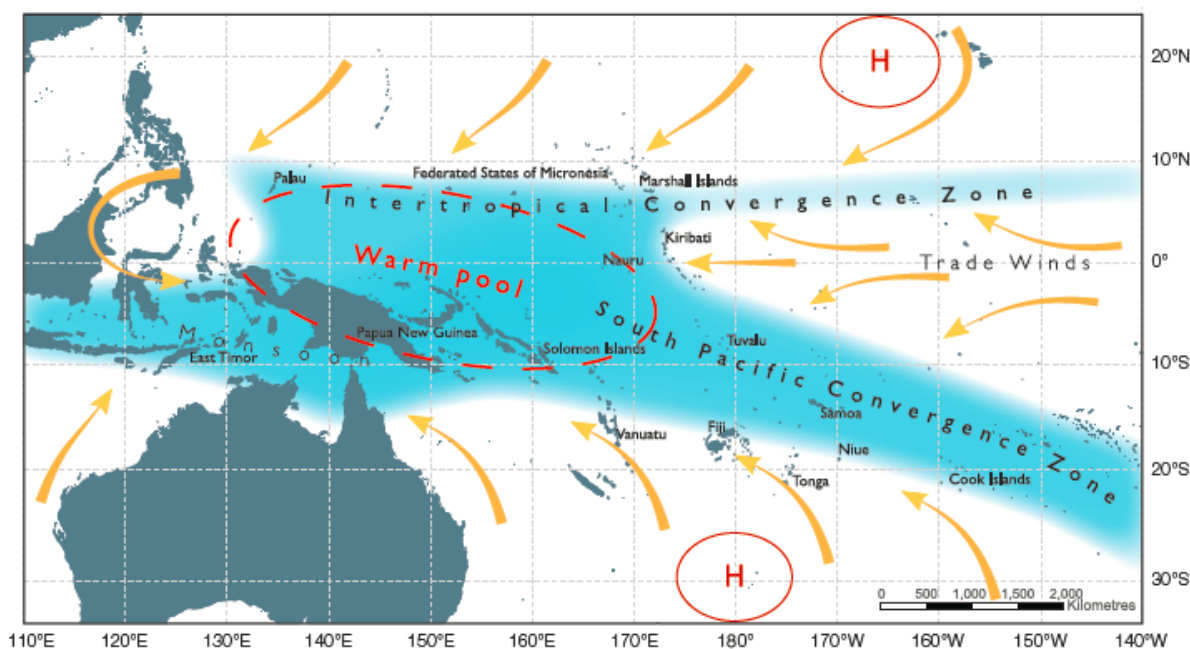 H
20°N
10°N
Palau
Federated States of Micronesia
Marshall Islands
Intertropical Convergence Zone
Kiribati
Warm pool
Nauru
Trade Winds
0°
South Pacific Convergence Zone
Monsoon
Papua New Guinea
East Timor
Solomon Islands
Tuvalu
10°S
Samoa
Vanuatu
Fiji
Niue
20°S
Tonga
Cook Islands
H
30°S
0 500 1,000 1,500 2,000
Kilometres
110°E 120°E 130°E 140°E 150°E 160°E 170°E 180° 170°W 160°W 150°W 140°W